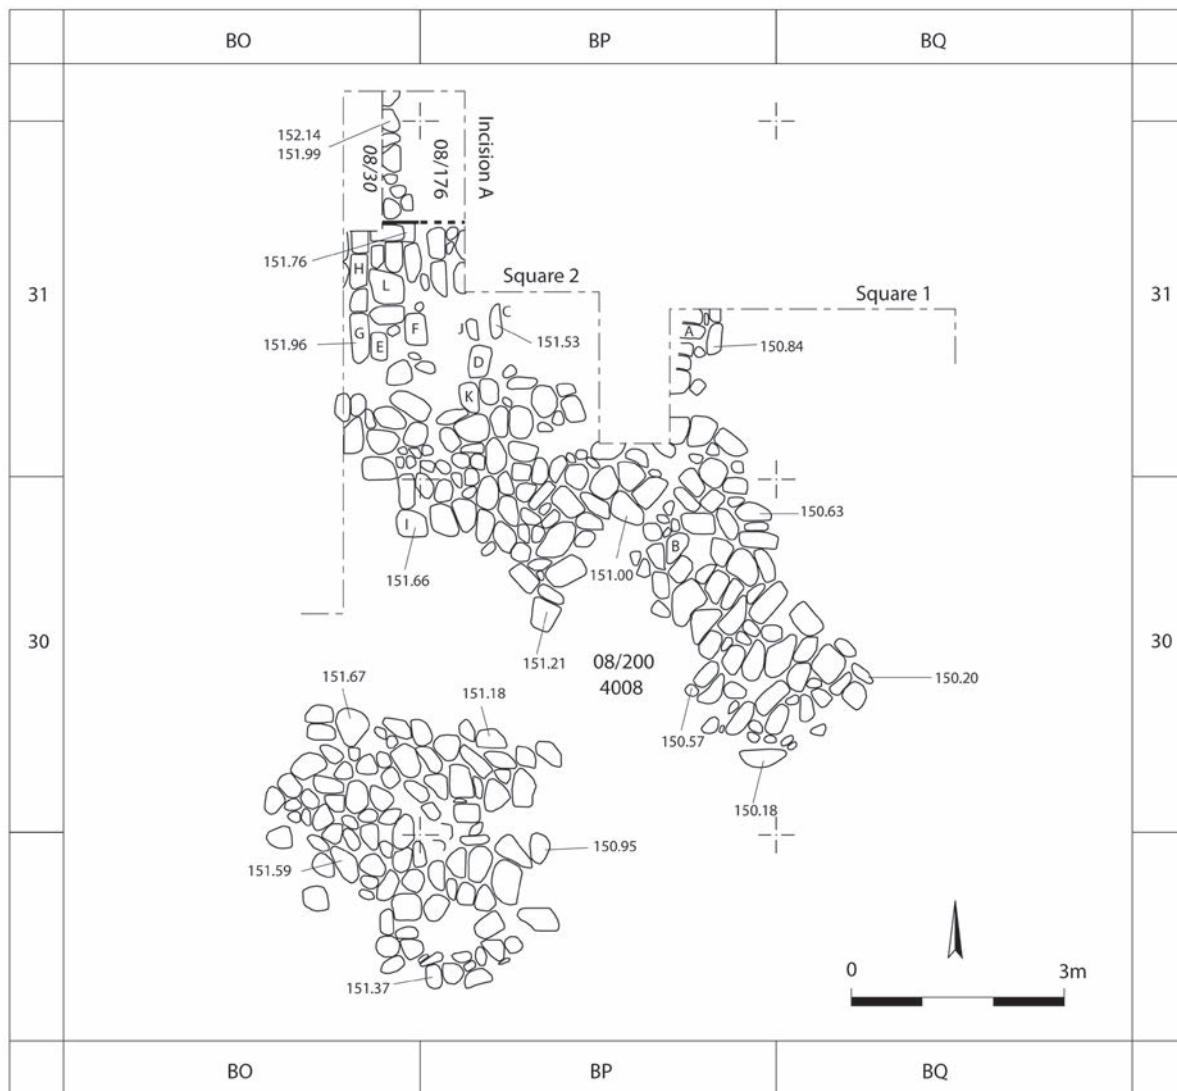 BO
BP
BQ
152.14
151.99
08/30
08/176
Incision A
151.76
H
L
Square 2
Square 1
31
31
G
E
F
J
C
151.96
151.53
A
150.84
D
K
I
151.66
151.00
B
150.63
151.21
30
30
08/200
4008
150.20
151.67
151.18
150.57
150.18
151.59
150.95
151.37
0
3m
BO
BP
BQ